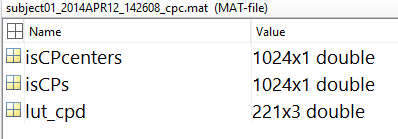 subject01_2014APR12_142608_cpc.mat (MAT-file)
Name Value
isCPcenters 1024x1 double
isCPs 1024x1 double
lut_cpd 221x3 double